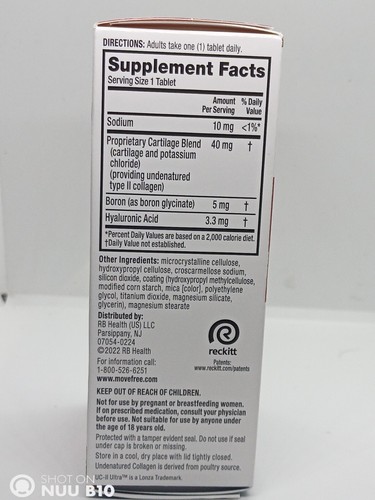 DIRECTIONS: Adults take one (1) tablet daily.
Supplement Facts
Serving Size 1 Tablet
Amount % Daily
Per Serving Value
Sodium 10 mg <1%*
Proprietary Cartilage Blend 40 mg †
(cartilage and potassium
chloride)
(providing undenatured
type II collagen)
Boron (as boron glycinate) 5 mg †
Hyaluronic Acid 3.3 mg †
*Percent Daily Values are based on a 2,000 calorie diet.
†Daily Value not established.
Other Ingredients: microcrystalline cellulose,
hydroxypropyl cellulose, croscarmellose sodium,
silicon dioxide, coating (hydroxypropyl methylcellulose,
modified corn starch, mica [color], polyethylene
glycol, titanium dioxide, magnesium silicate,
glycerin), magnesium stearate
Distributed by:
RB Health (US) LLC
Parsippany, NJ
07054-0224
©2022 RB Health
For information call:
1-800-526-6251
www.movefree.com
reckitt
Patents:
www.reckitt.com/patents
KEEP OUT OF REACH OF CHILDREN.
Not for use by pregnant or breastfeeding women.
If on prescribed medication, consult your physician
before use. Not suitable for use by anyone under
the age of 18 years old.
Protected with a tamper evident seal. Do not use if seal
under cap is broken or missing.
Store in a cool, dry place with lid tightly closed.
Undenatured Collagen is derived from poultry source.
UC-II Ultra™ is a Lonza Trademark.
SHOT ON
NUU B10